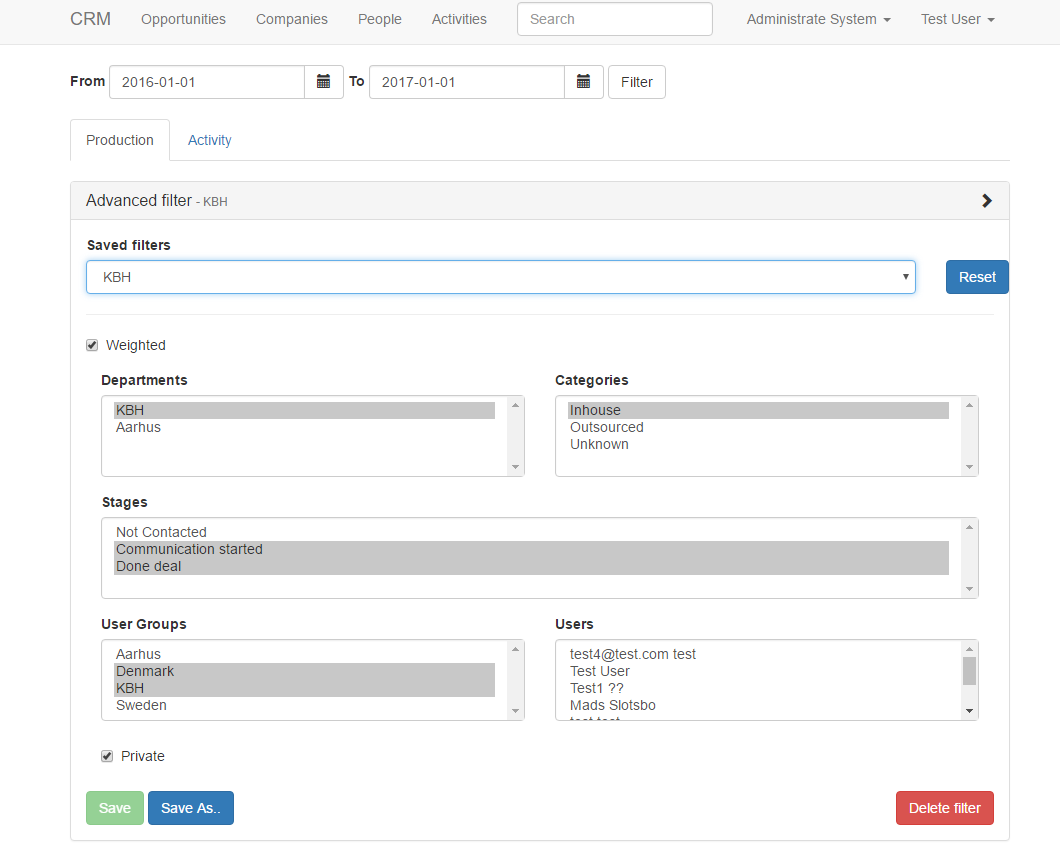 CRM Opportunities Companies People Activities Search Administrate System Test User
From 2016-01-01 To 2017-01-01 Filter
Production Activity
Advanced filter - KBH
Saved filters
KBH Reset
Weighted
Departments Categories
KBH Inhouse
Aarhus Outsourced
Unknown
Stages
Not Contacted
Communication started
Done deal
User Groups Users
Aarhus test4@test.com test
Denmark Test User
KBH Test1 ??
Sweden Mads Slotsbo
Private
Save Save As.. Delete filter